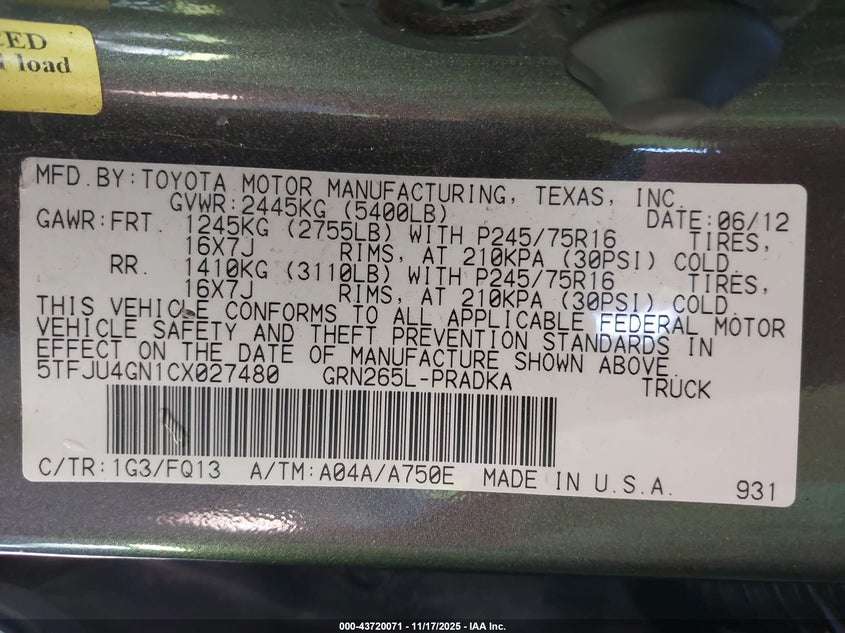 ED
load
MFD.BY:TOYOTA MOTOR MANUFACTURING, TEXAS, INC.
GVWR:2445KG (5400LB) DATE:06/12
GAWR:FRT. 1245KG (2755LB) WITH P245/75R16 TIRES,
16X7J RIMS, AT 210KPA (30PSI) COLD.
RR. 1410KG (3110LB) WITH P245/75R16 TIRES,
16X7J RIMS, AT 210KPA (30PSI) COLD.
THIS VEHICLE CONFORMS TO ALL APPLICABLE FEDERAL MOTOR
VEHICLE SAFETY AND THEFT PREVENTION STANDARDS IN
EFFECT ON THE DATE OF MANUFACTURE SHOWN ABOVE.
5TFJU4GN1CX027480 GRN265L-PRADKA TRUCK
C/TR:1G3/FQ13 A/TM:A04A/A750E MADE IN U.S.A.
931
000-43720071 - 11/17/2025 - IAA Inc.